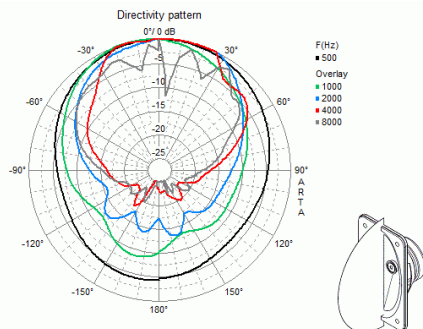 Directivity pattern
0°/ 0 dB
-30°
30°
-5
-10
-15
-20
-25
-60°
60°
-90°
90°
-120°
120°
-150°
150°
180°
F(Hz)
500
Overlay
1000
2000
4000
8000
A
R
T
A